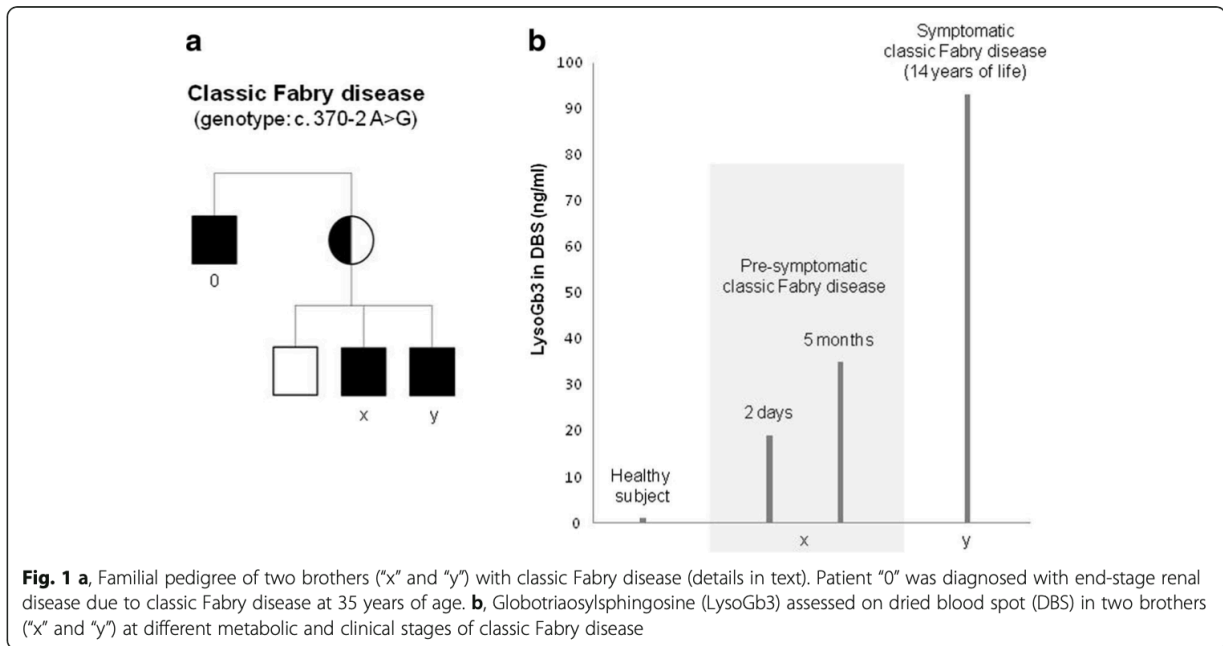 a
Classic Fabry disease
(genotype: c. 370-2 A>G)
0
x
y
b
LysoGb3 in DBS (ng/ml)
100
90
80
70
60
50
40
30
20
10
0
Healthy
subject
Pre-symptomatic
classic Fabry disease
2 days
5 months
Symptomatic
classic Fabry disease
(14 years of life)
x
y
Fig. 1 a, Familial pedigree of two brothers (“x” and “y”) with classic Fabry disease (details in text). Patient “0” was diagnosed with end-stage renal
disease due to classic Fabry disease at 35 years of age. b, Globotriaosylsphingosine (LysoGb3) assessed on dried blood spot (DBS) in two brothers
(“x” and “y”) at different metabolic and clinical stages of classic Fabry disease